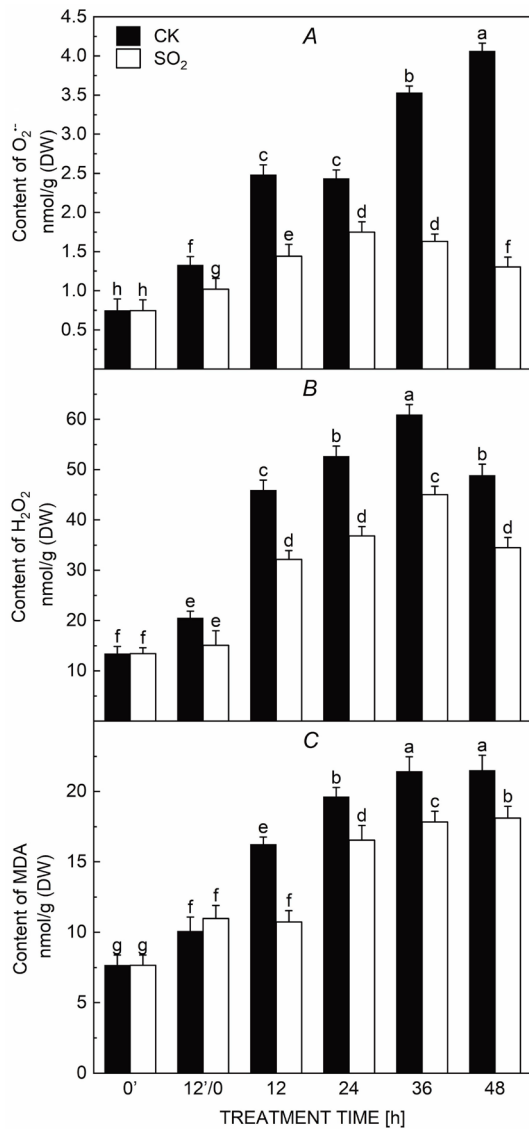 CK
SO₂
A
Content of O₂·⁻
nmol/g (DW)
4.5
4.0
3.5
3.0
2.5
2.0
1.5
1.0
0.5
h h f g c e c d b d a f
B
Content of H₂O₂
nmol/g (DW)
60
50
40
30
20
10
f f e e c d b d a c b d
C
Content of MDA
nmol/g (DW)
20
15
10
5
0
g g f f e f b d a c a b
0' 12'/0 12 24 36 48
TREATMENT TIME [h]